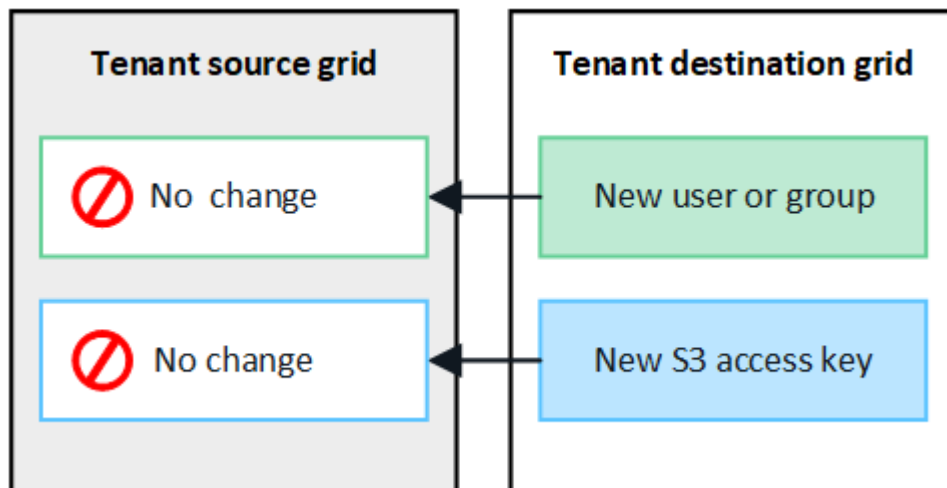 Tenant source grid
No change
No change
Tenant destination grid
New user or group
New S3 access key